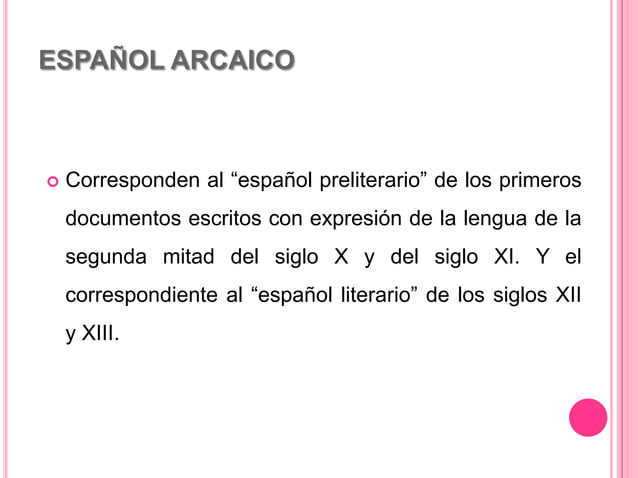 ESPAÑOL ARCAICO
Corresponden al “español preliterario” de los primeros
documentos escritos con expresión de la lengua de la
segunda mitad del siglo X y del siglo XI. Y el
correspondiente al “español literario” de los siglos XII
y XIII.